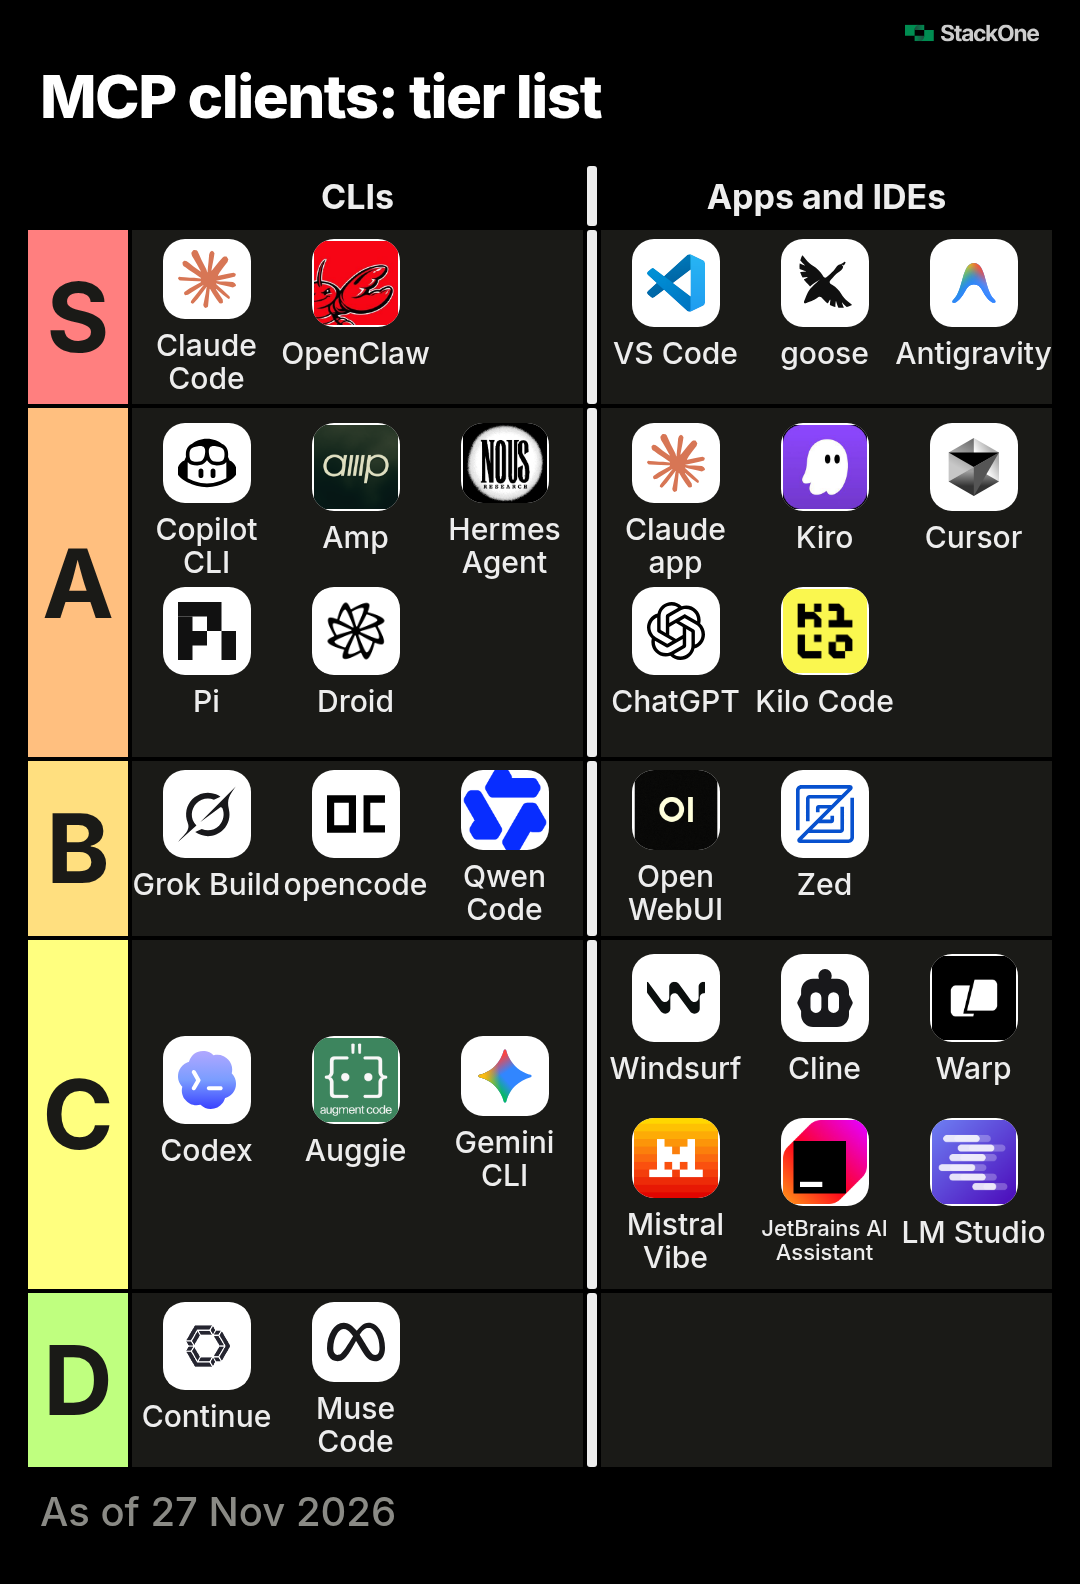 StackOne
MCP clients: tier list
CLIs
Apps and IDEs
S
Claude
Code
OpenClaw
VS Code
goose
Antigravity
A
amp
NOUS
RESEARCH
Copilot
CLI
Amp
Hermes
Agent
Claude
app
Kiro
Cursor
Pi
Droid
ChatGPT
Kilo Code
B
Grok Build
opencode
Qwen
Code
OI
Open
WebUI
Zed
C
Windsurf
Cline
Warp
augment code
Codex
Auggie
Gemini
CLI
Mistral
Vibe
JetBrains AI
Assistant
LM Studio
D
Continue
Muse
Code
As of 27 Nov 2026